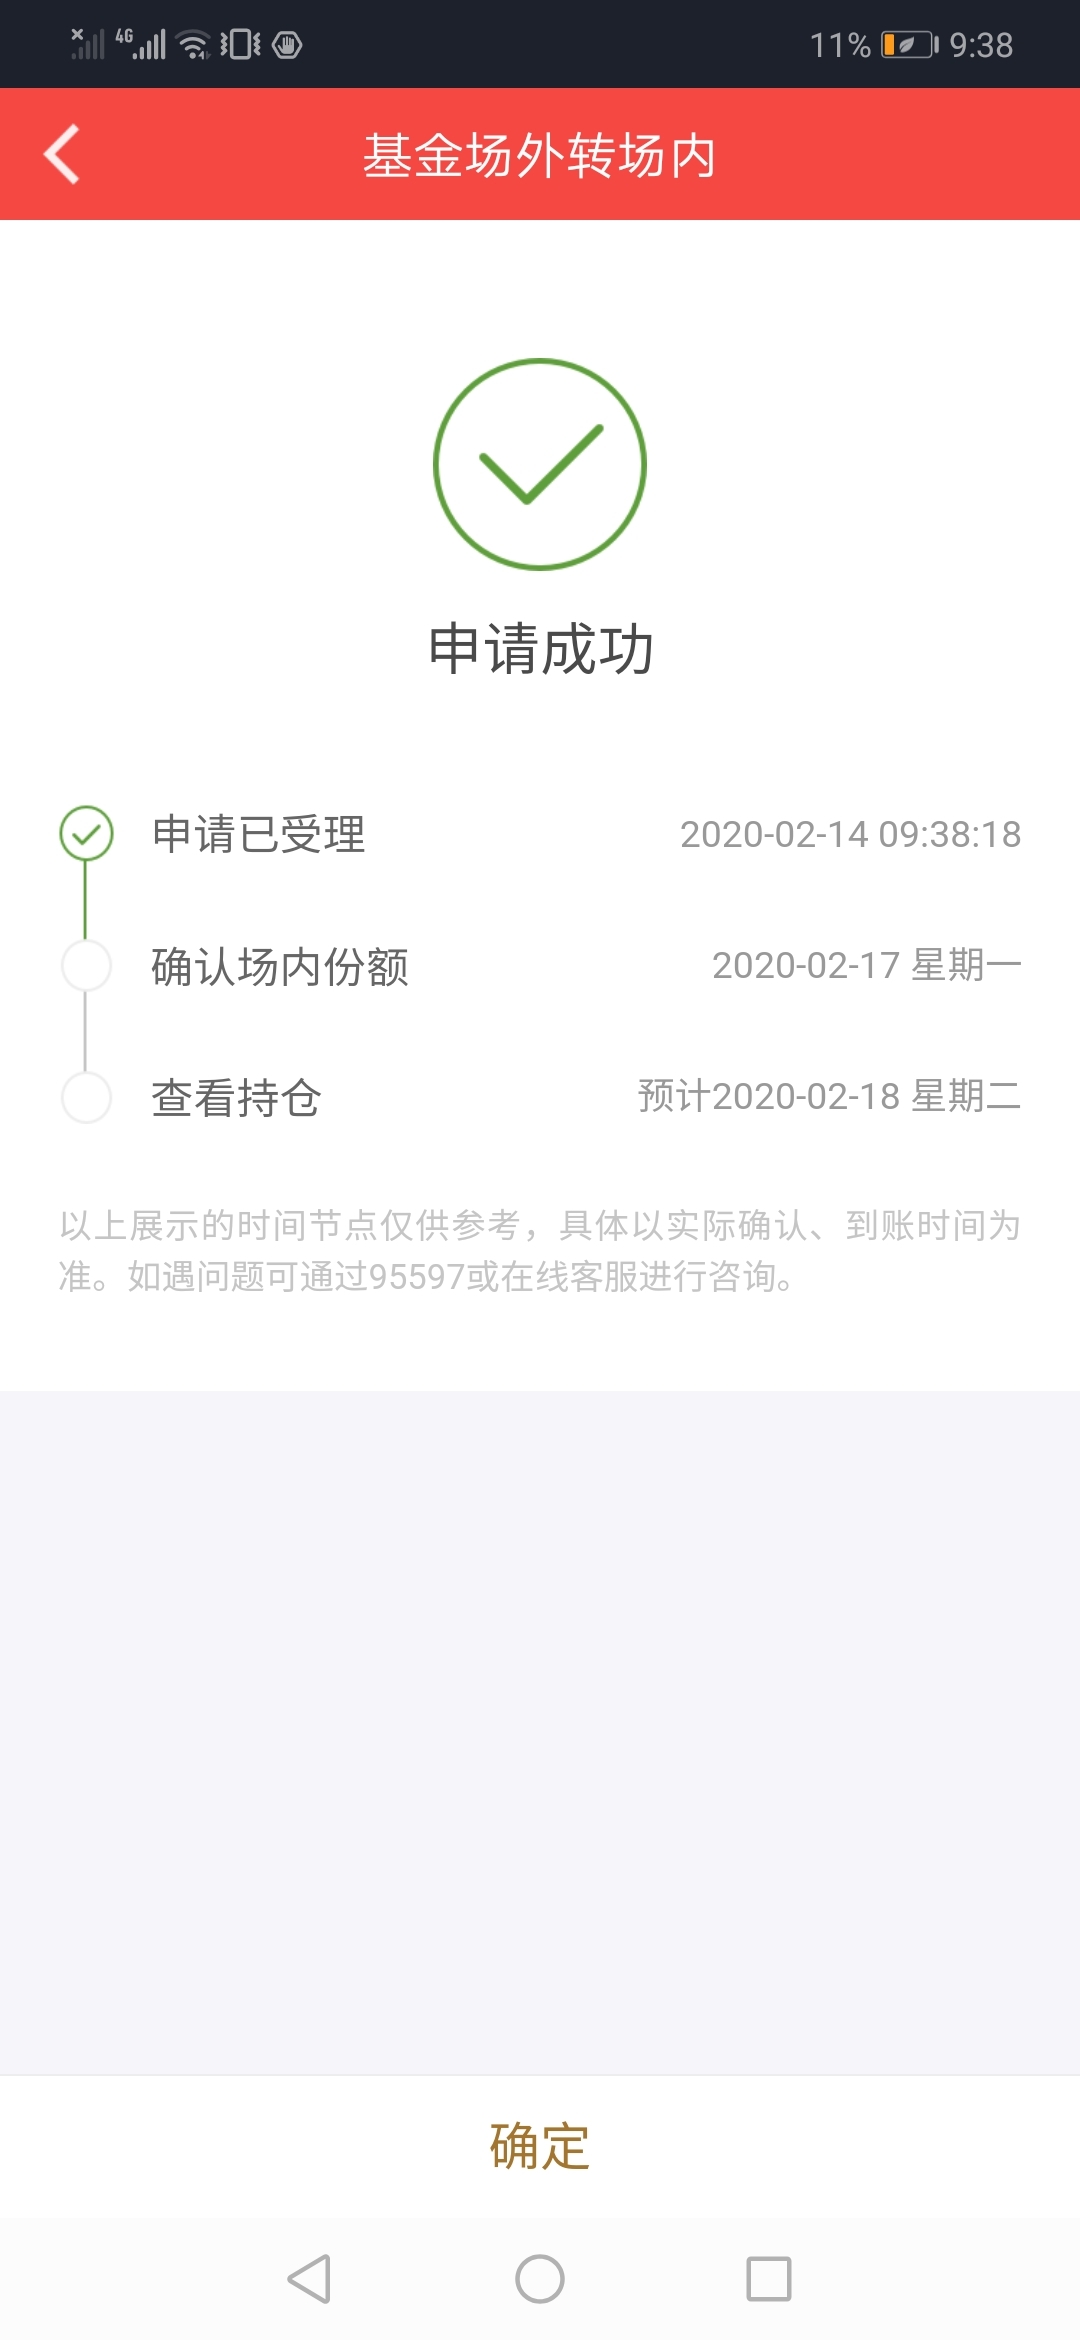 4G 11% 9:38
基金场外转场内
申请成功
申请已受理 2020-02-14 09:38:18
确认场内份额 2020-02-17 星期一
查看持仓 预计2020-02-18 星期二
以上展示的时间节点仅供参考，具体以实际确认、到账时间为
准。如遇问题可通过95597或在线客服进行咨询。
确定